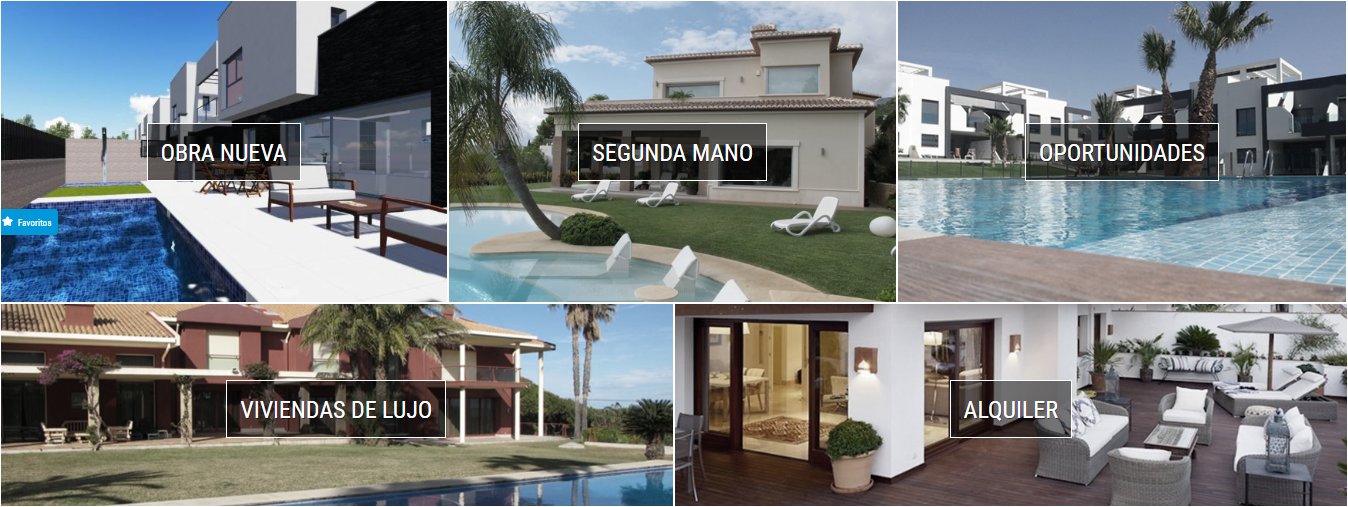 OBRA NUEVA
SEGUNDA MANO
OPORTUNIDADES
Favoritos
VIVIENDAS DE LUJO
ALQUILER